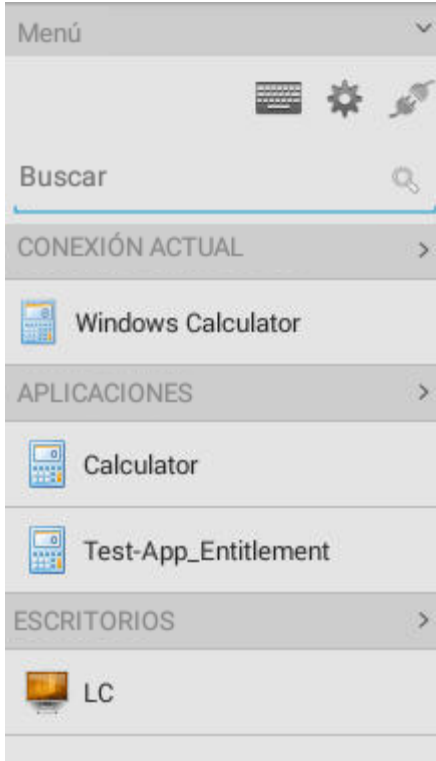 Menú
Buscar
CONEXIÓN ACTUAL
Windows Calculator
APLICACIONES
Calculator
Test-App_Entitlement
ESCRITORIOS
LC